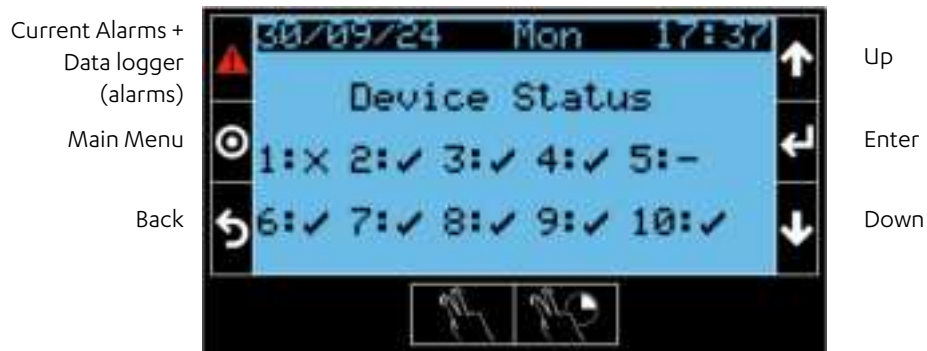 Current Alarms +
Data logger
(alarms)
Main Menu
Back
30/09/24 Mon 17:37
Device Status
1:× 2:✓ 3:✓ 4:✓ 5:−
6:✓ 7:✓ 8:✓ 9:✓ 10:✓
Up
Enter
Down